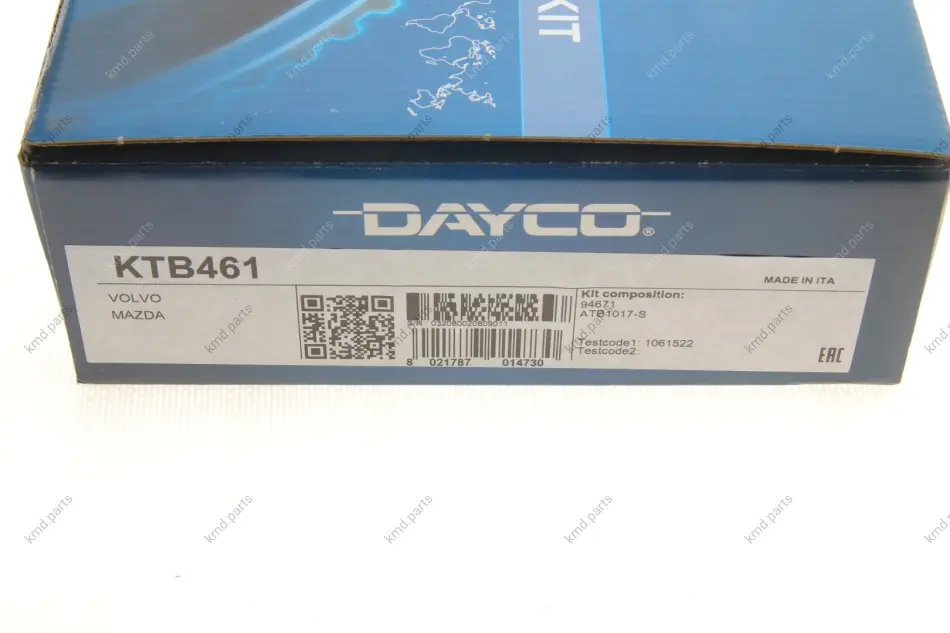 KIT
DAYCO®
KTB461
MADE IN ITA
VOLVO
MAZDA
Kit composition:
94671
ATB1017-S
S/N 032080020809011
Testcode1: 1061522
Testcode2:
8 021787 014730
EAC
kmd.parts